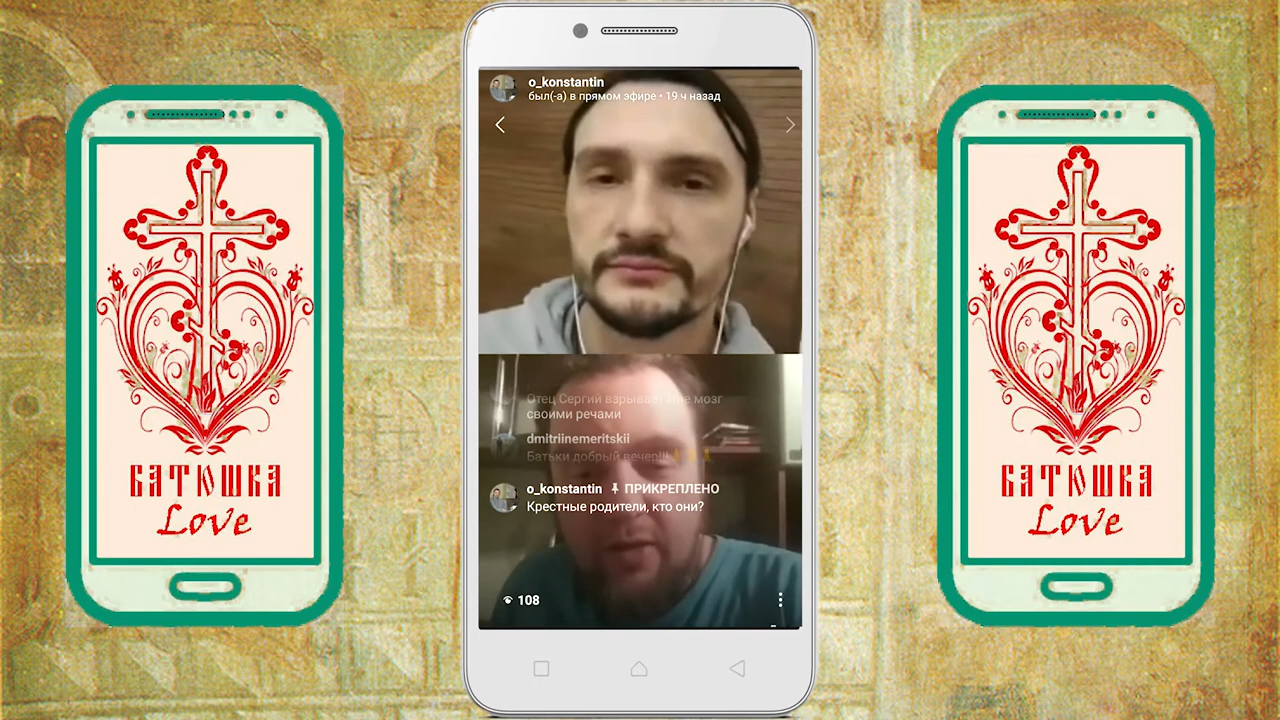 o_konstantin
был(-а) в прямом эфире • 19 ч назад
Отец Сергий взрывает мне мозг
своими речами
dmitriinemeritskii
Батьки добрый вечер!!!
o_konstantin ПРИКРЕПЛЕНО
Крестные родители, кто они?
108
БАТЮШКА
Love
БАТЮШКА
Love